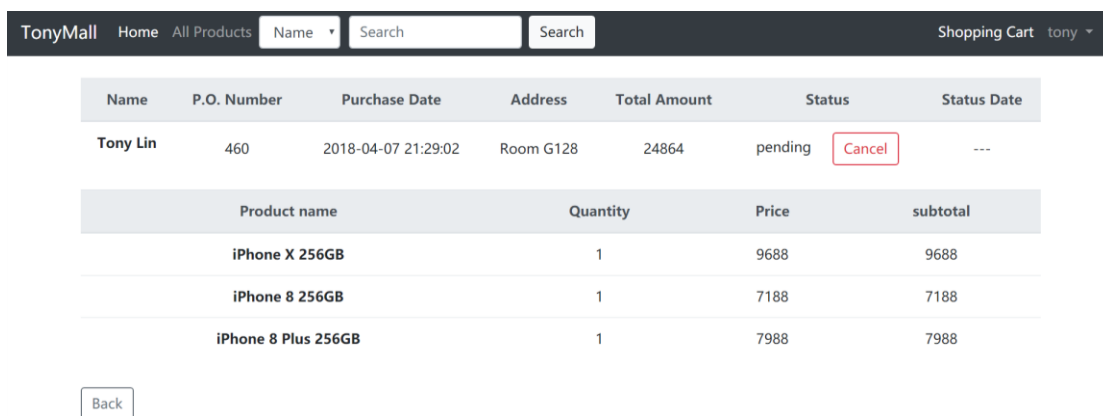 TonyMall Home All Products Name Search Search Shopping Cart tony
Name P.O. Number Purchase Date Address Total Amount Status Status Date
Tony Lin 460 2018-04-07 21:29:02 Room G128 24864 pending Cancel ---
Product name Quantity Price subtotal
iPhone X 256GB 1 9688 9688
iPhone 8 256GB 1 7188 7188
iPhone 8 Plus 256GB 1 7988 7988
Back